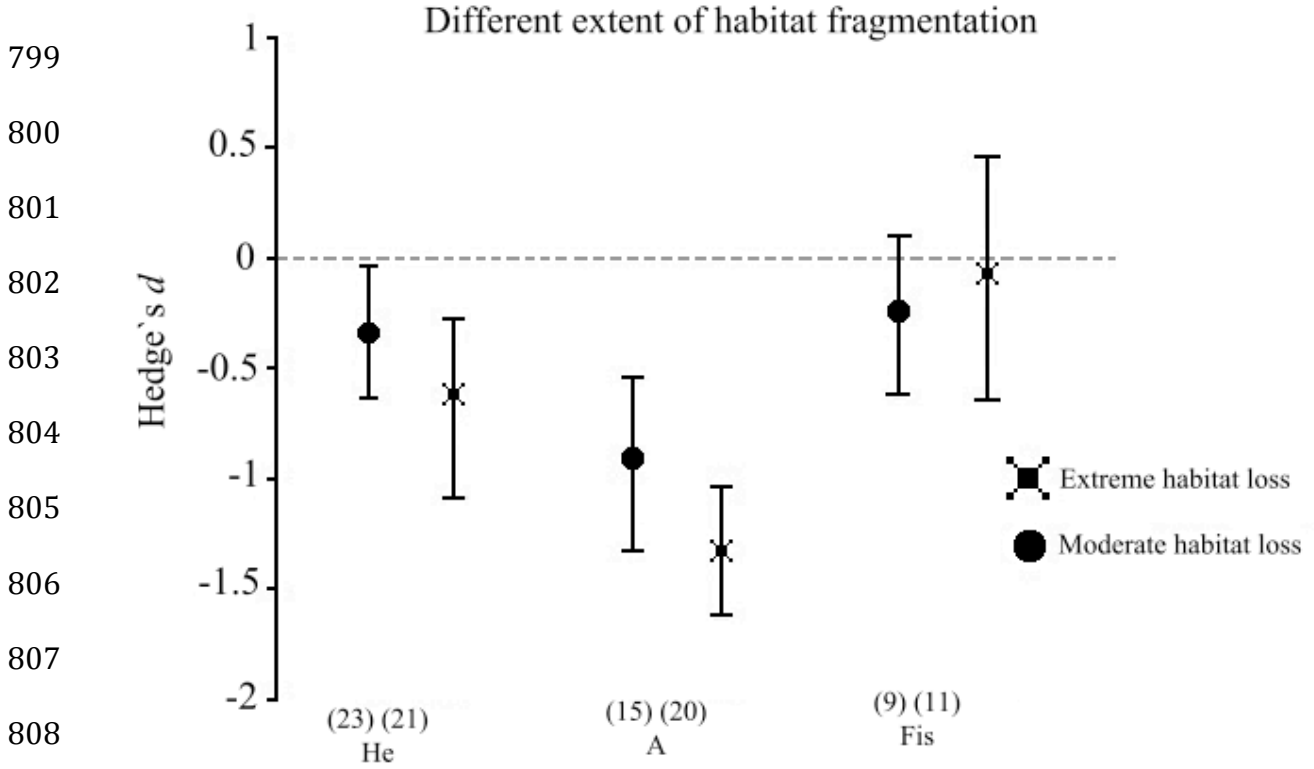 Different extent of habitat fragmentation
799
800
801
802
803
804
805
806
807
808
1
0.5
0
-0.5
-1
-1.5
-2
Hedge`s d
Extreme habitat loss
Moderate habitat loss
(23) (21)
He
(15) (20)
A
(9) (11)
Fis